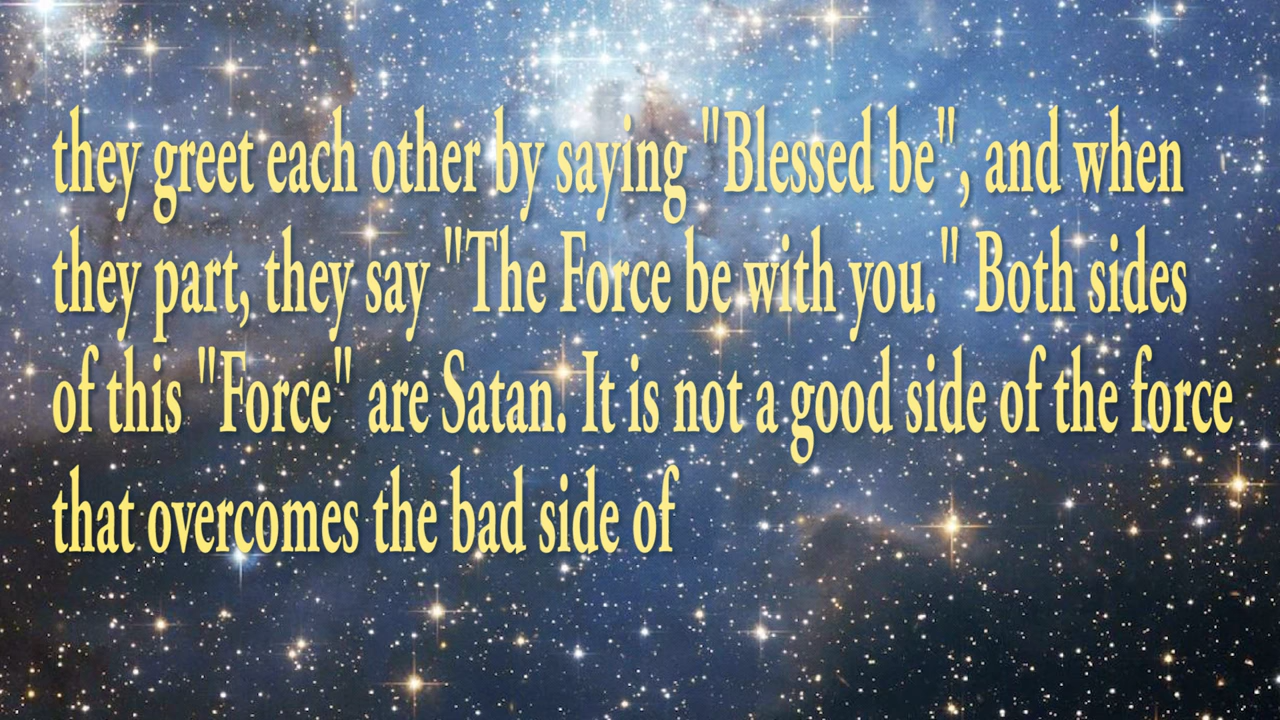 they greet each other by saying "Blessed be", and when
they part, they say "The Force be with you." Both sides
of this "Force" are Satan. It is not a good side of the force
that overcomes the bad side of